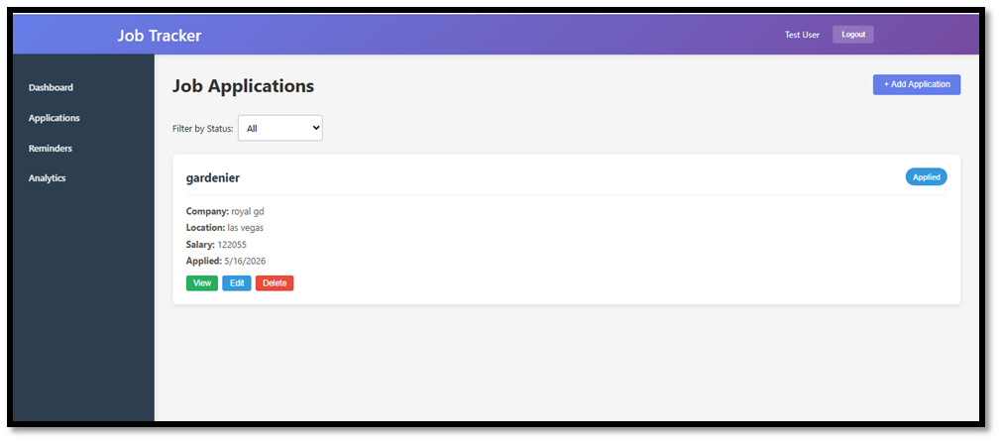 Job Tracker
Test User
Logout
Dashboard
Applications
Reminders
Analytics
Job Applications
+ Add Application
Filter by Status: All
gardenier
Applied
Company: royal gd
Location: las vegas
Salary: 122055
Applied: 5/16/2026
View Edit Delete